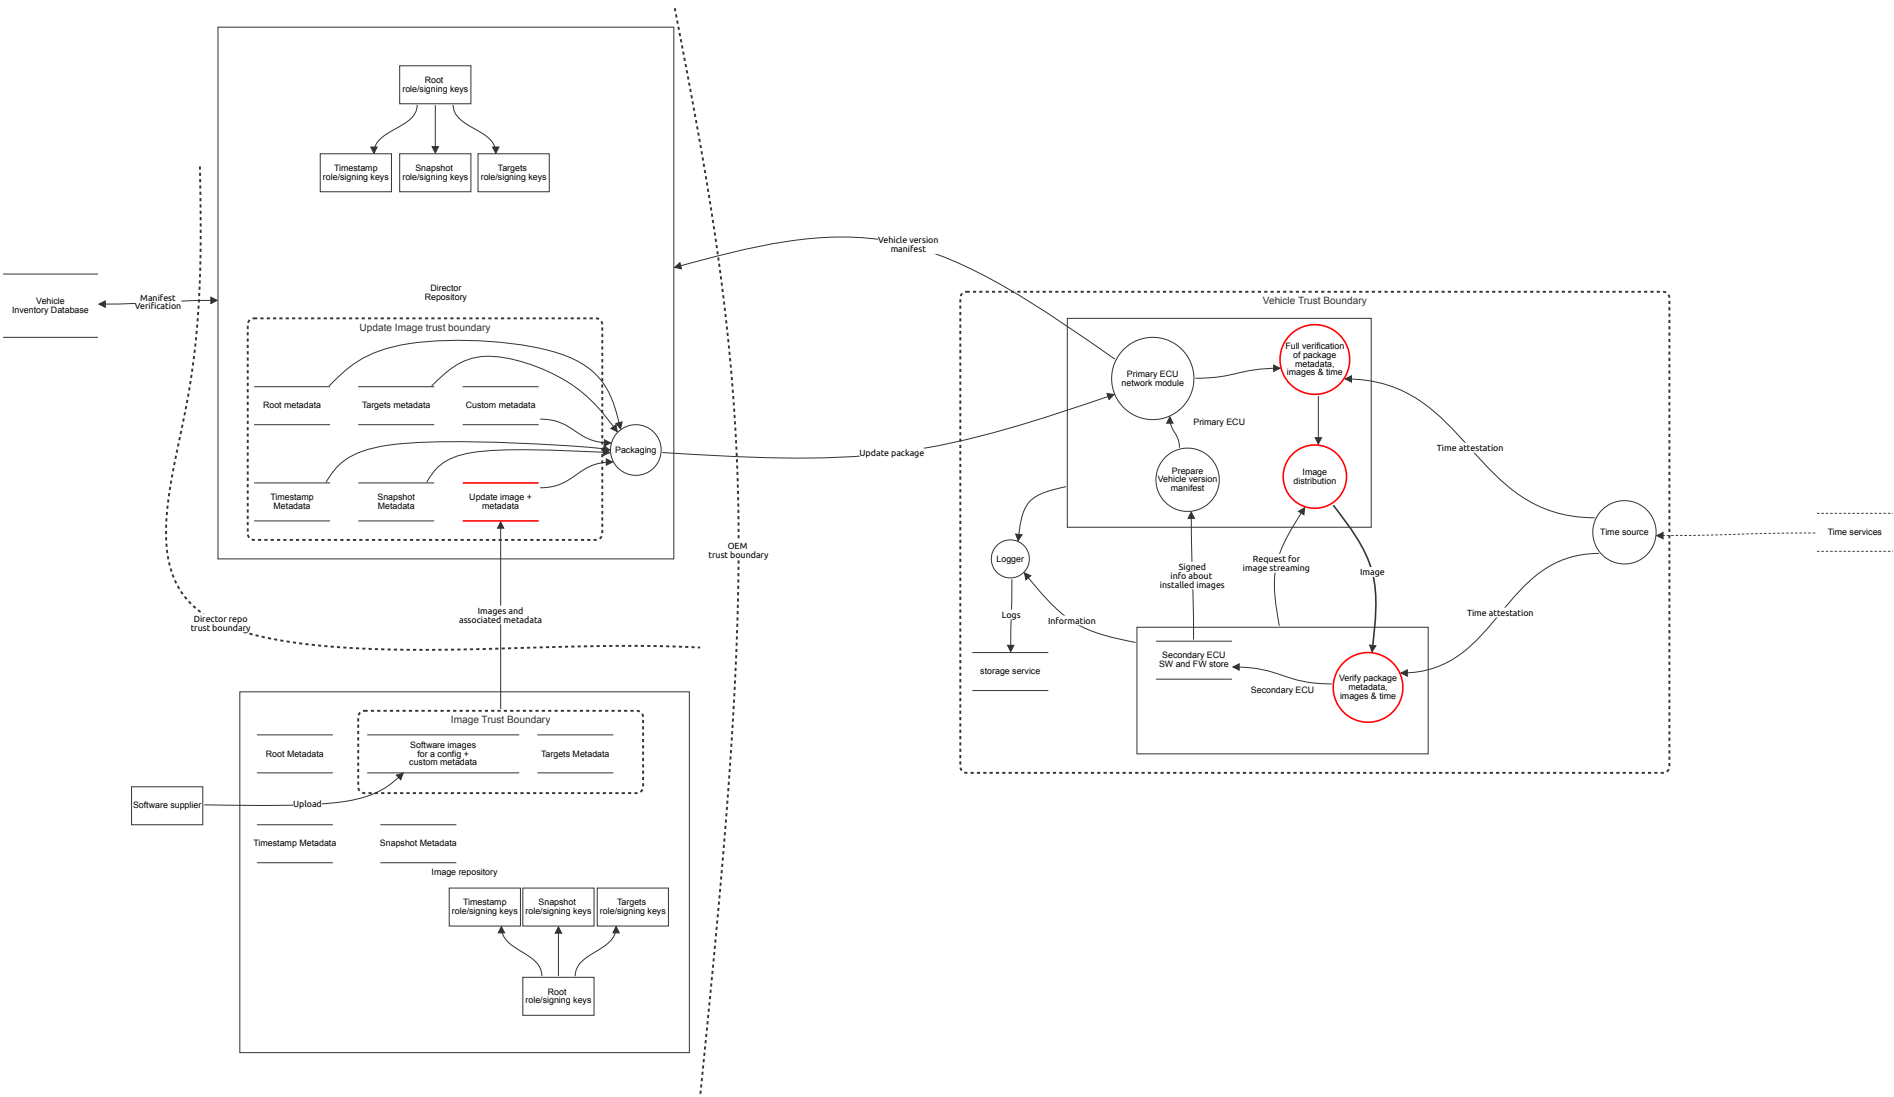 Root
role/signing keys
Timestamp
role/signing keys
Snapshot
role/signing keys
Targets
role/signing keys
Vehicle version
manifest
Director
Repository
Vehicle
Inventory Database
Manifest
Verification
Update Image trust boundary
Root metadata
Targets metadata
Custom metadata
Packaging
Timestamp
Metadata
Snapshot
Metadata
Update image +
metadata
Update package
OEM
trust boundary
Director repo
trust boundary
Images and
associated metadata
Vehicle Trust Boundary
Primary ECU
network module
Full verification
of package
metadata,
images & time
Primary ECU
Prepare
Vehicle version
manifest
Image
distribution
Time attestation
Time source
Time services
Logger
Signed
info about
installed images
Request for
image streaming
Image
Logs
Information
Time attestation
storage service
Secondary ECU
SW and FW store
Secondary ECU
Verify package
metadata,
images & time
Image Trust Boundary
Root Metadata
Software images
for a config +
custom metadata
Targets Metadata
Software supplier
Upload
Timestamp Metadata
Snapshot Metadata
Image repository
Timestamp
role/signing keys
Snapshot
role/signing keys
Targets
role/signing keys
Root
role/signing keys